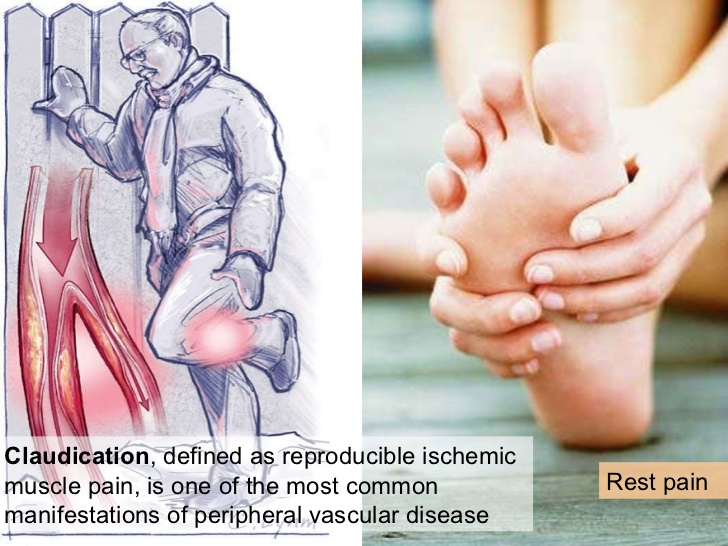 Claudication, defined as reproducible ischemic
muscle pain, is one of the most common
manifestations of peripheral vascular disease
Rest pain